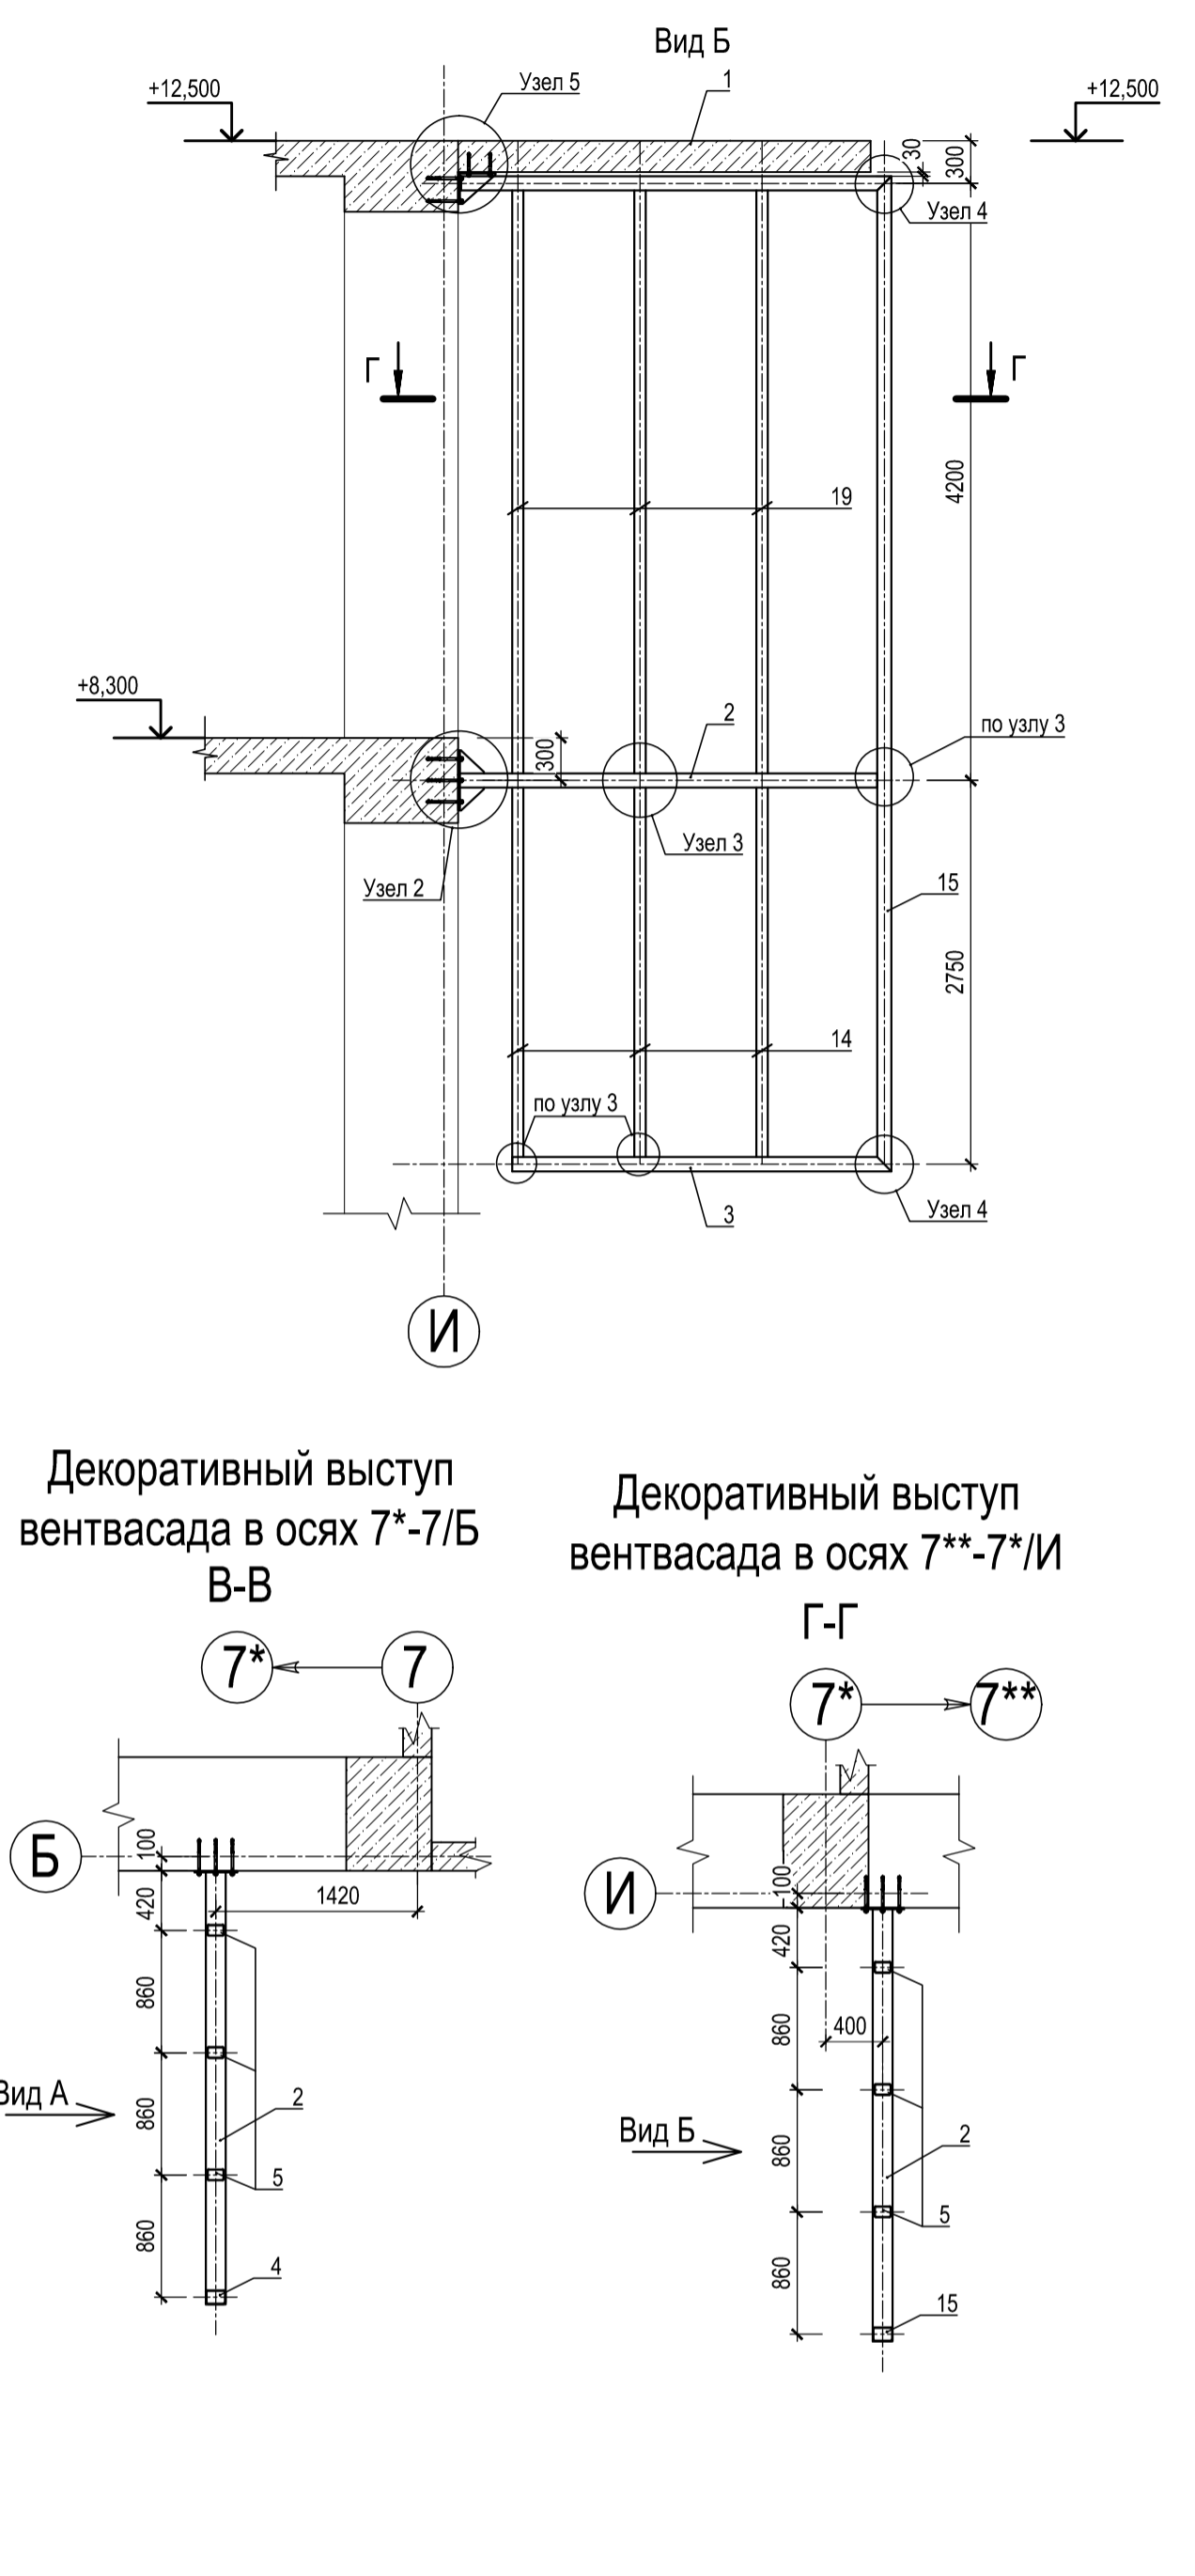 Вид Б
Узел 5
1
+12,500
+12,500
30
300
Узел 4
Г
Г
4200
19
+8,300
2
по узлу 3
300
Узел 3
Узел 2
15
2750
14
по узлу 3
3
Узел 4
И
Декоративный выступ
вентвасада в осях 7*-7/Б
В-В
7*
7
Б
100
420
1420
860
Вид А
860
2
5
860
4
Декоративный выступ
вентвасада в осях 7**-7*/И
Г-Г
7*
7**
И
100
420
400
860
Вид Б
860
2
5
860
15